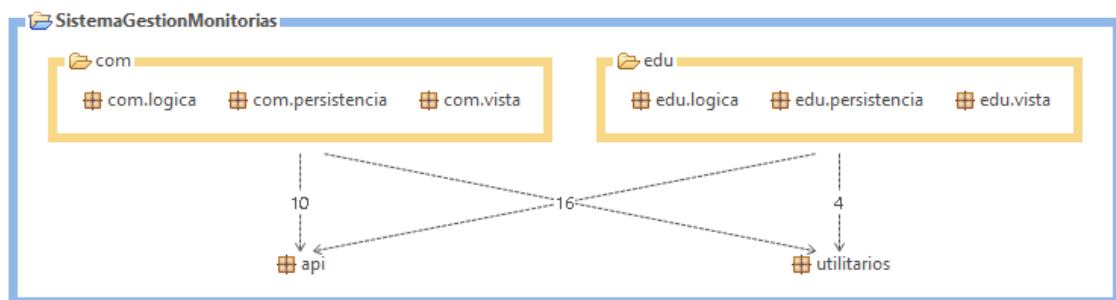 SistemaGestionMonitorias
com
edu
com.logica com.persistencia com.vista
edu.logica edu.persistencia edu.vista
10
16
4
api
utilitarios